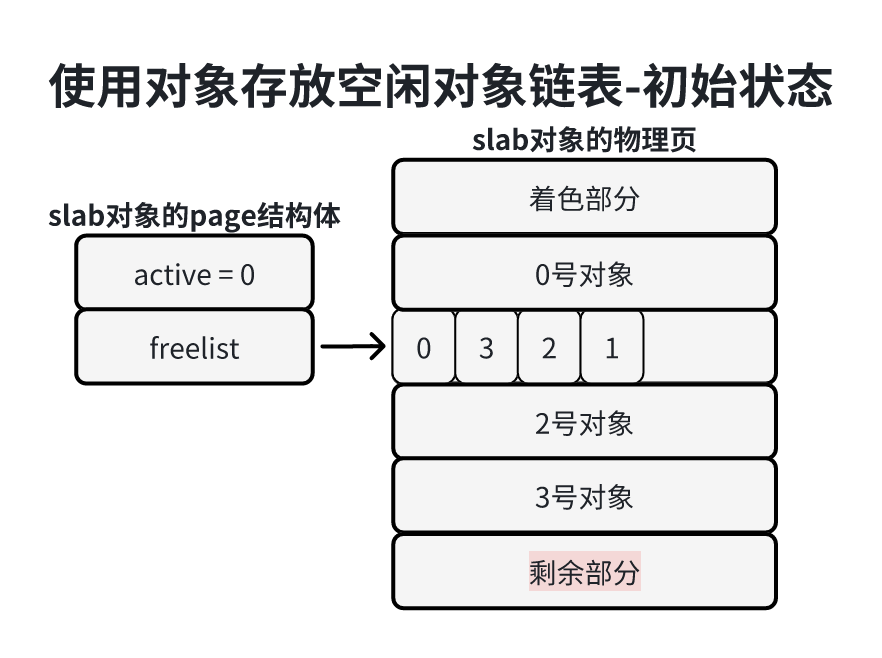 使用对象存放空闲对象链表-初始状态
slab对象的物理页
着色部分
slab对象的page结构体
active = 0
0号对象
freelist
0 3 2 1
2号对象
3号对象
剩余部分